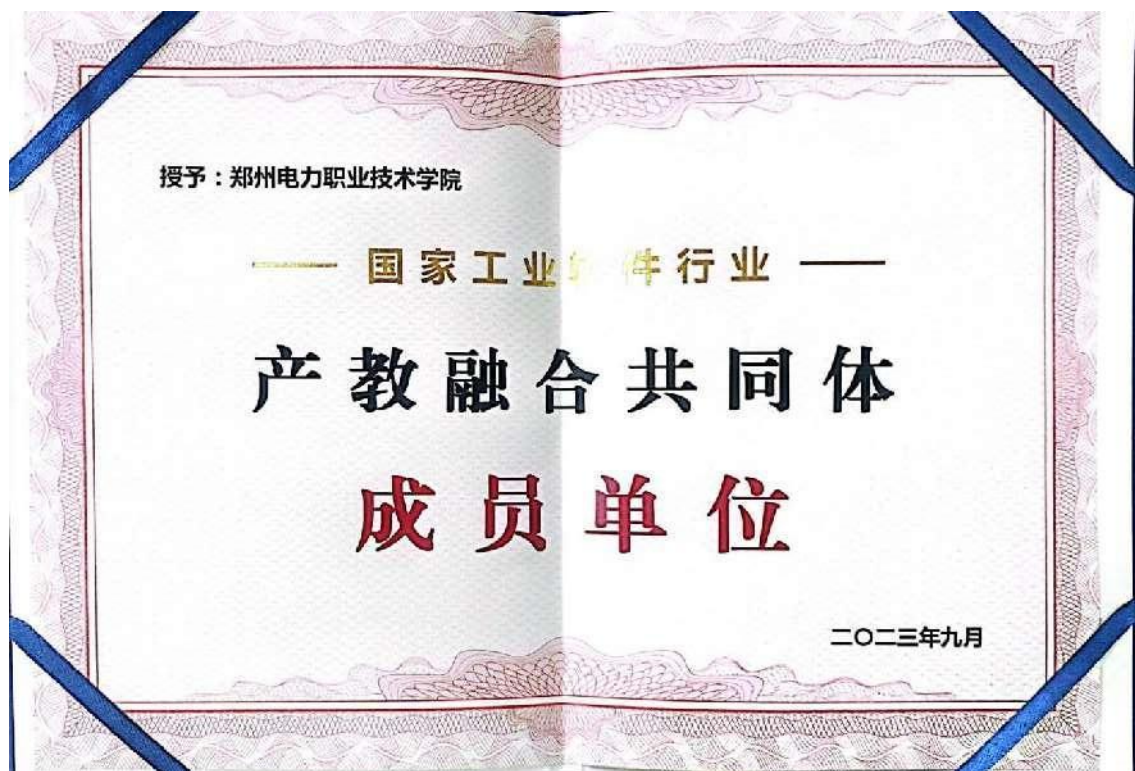 授予：郑州电力职业技术学院
国家工业软件行业
产教融合共同体
成员单位
二〇二三年九月